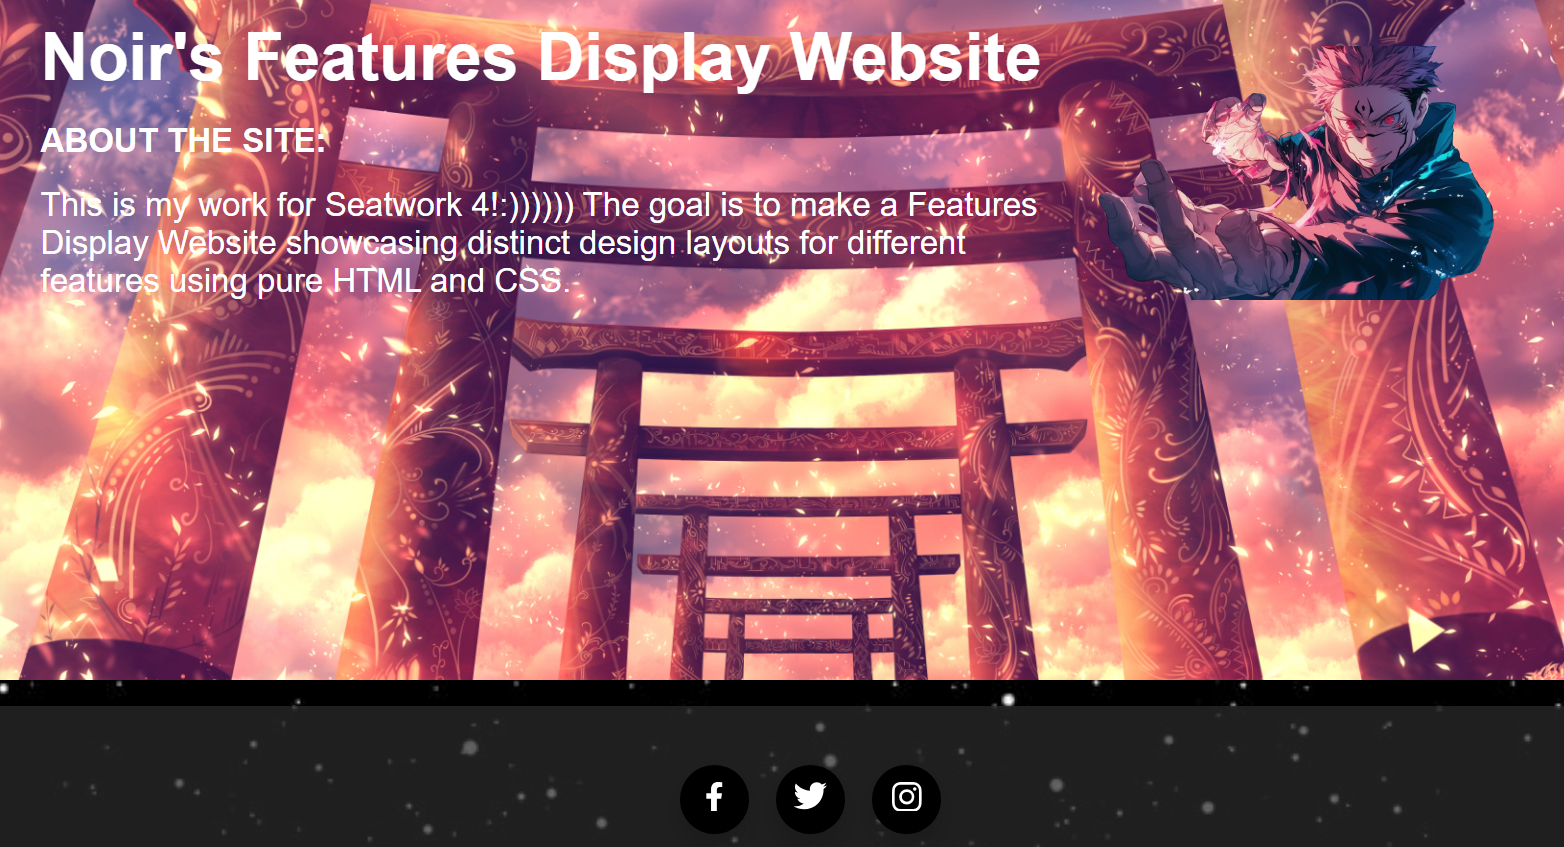 Noir's Features Display Website
ABOUT THE SITE:
This is my work for Seatwork 4!:)))))) The goal is to make a Features
Display Website showcasing distinct design layouts for different
features using pure HTML and CSS.